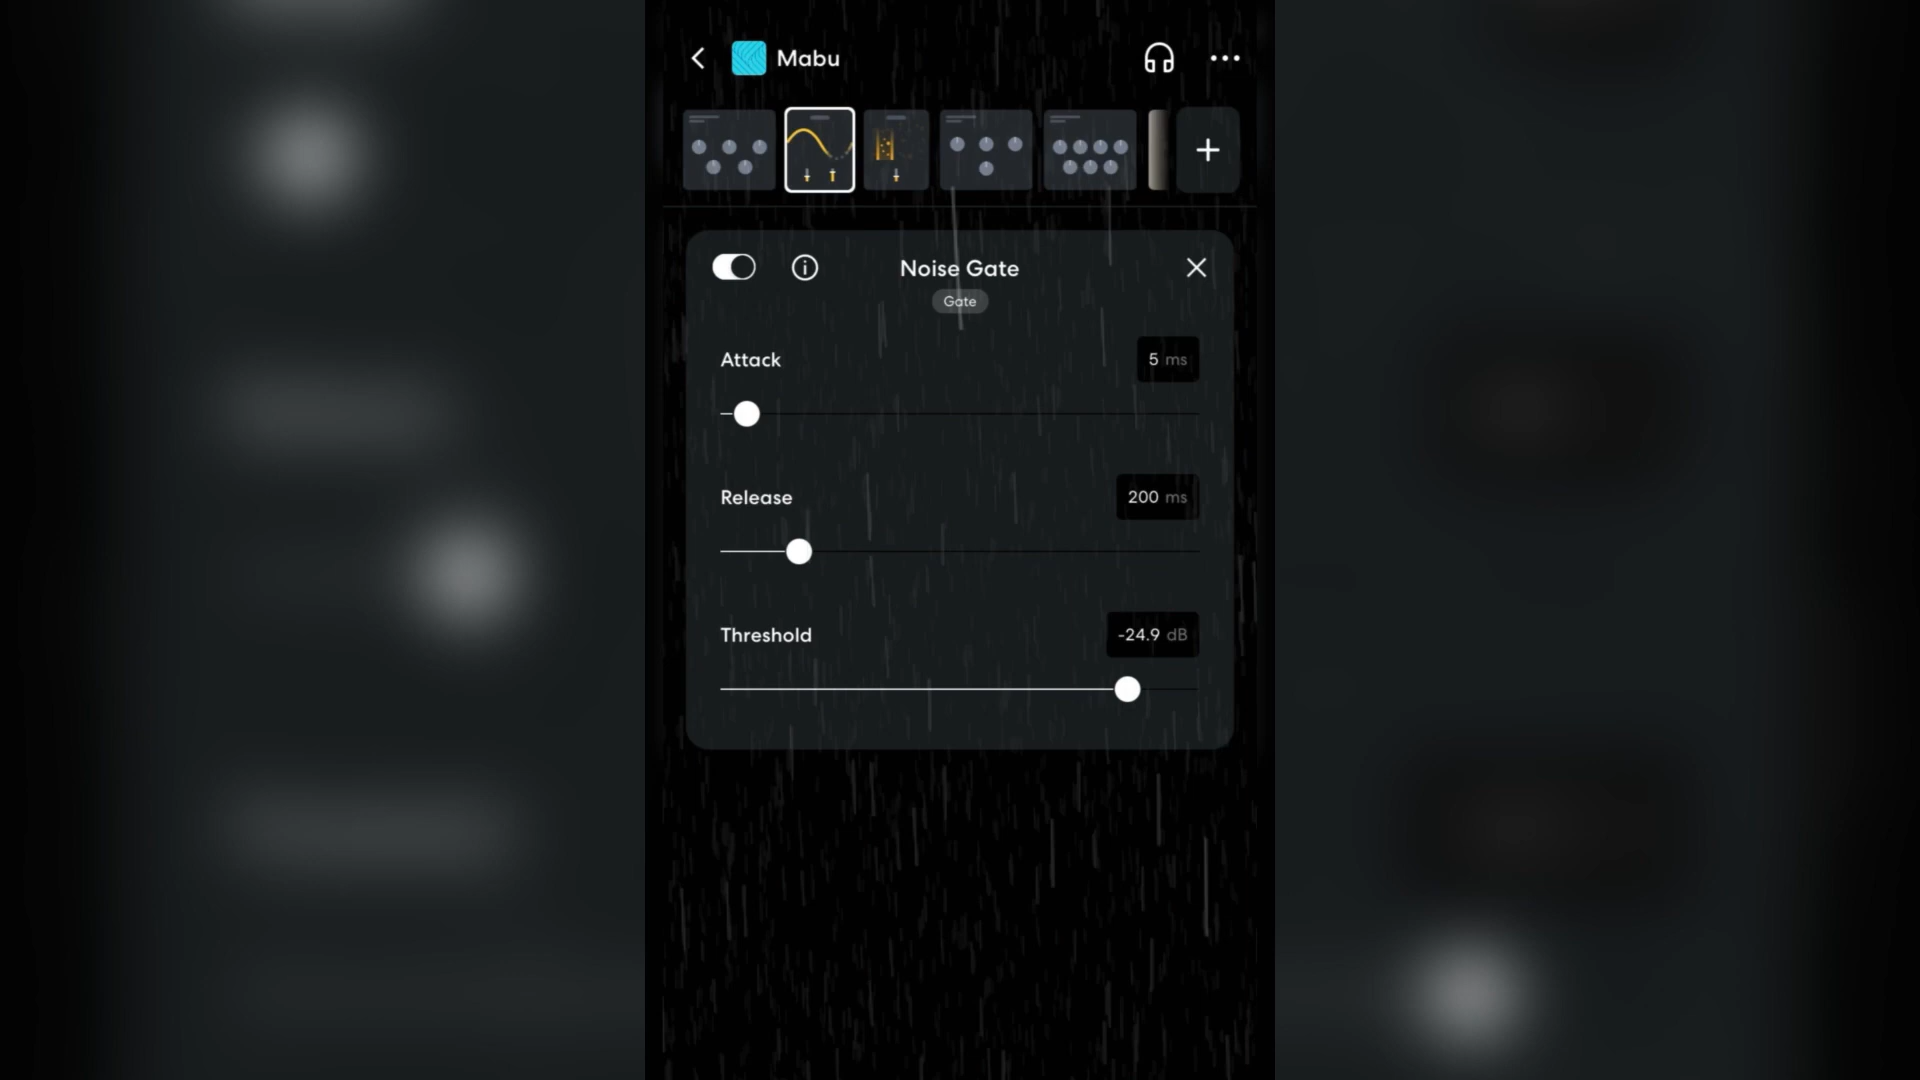 Mabu
Noise Gate
Gate
Attack
5 ms
Release
200 ms
Threshold
-24.9 dB